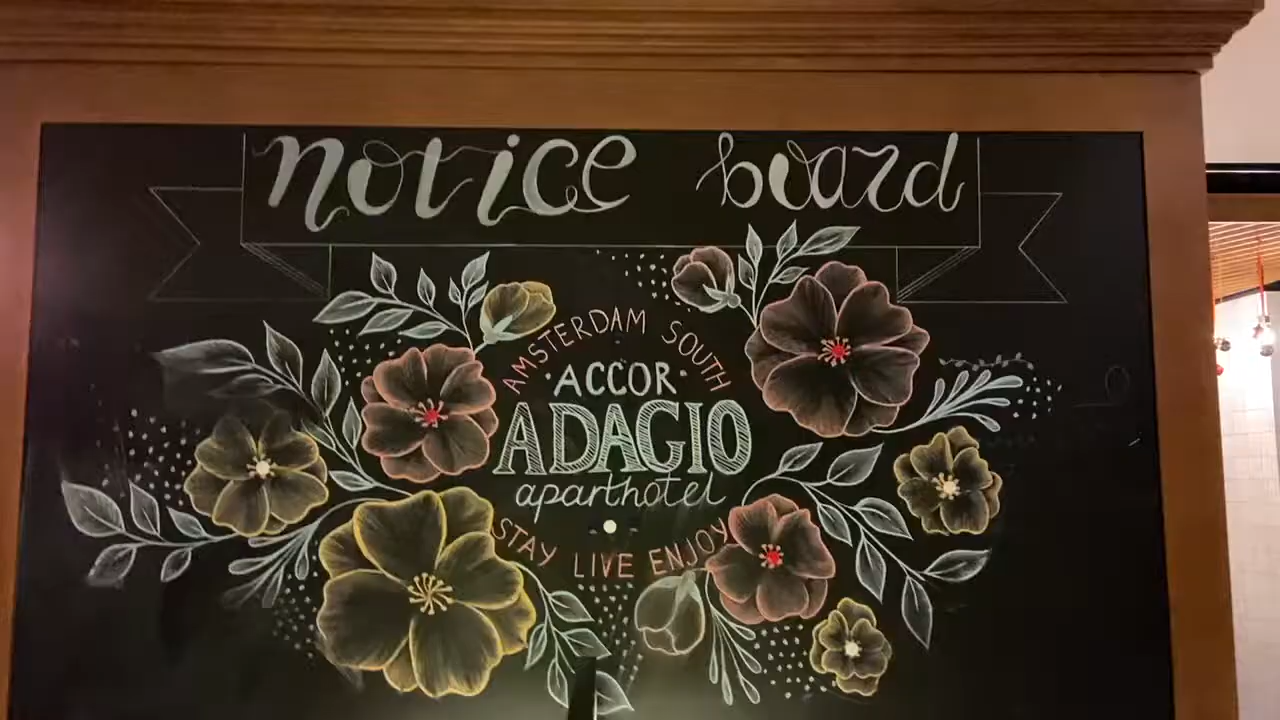 notice board
AMSTERDAM SOUTH
ACCOR
ADAGIO
aparthotel
STAY LIVE ENJOY